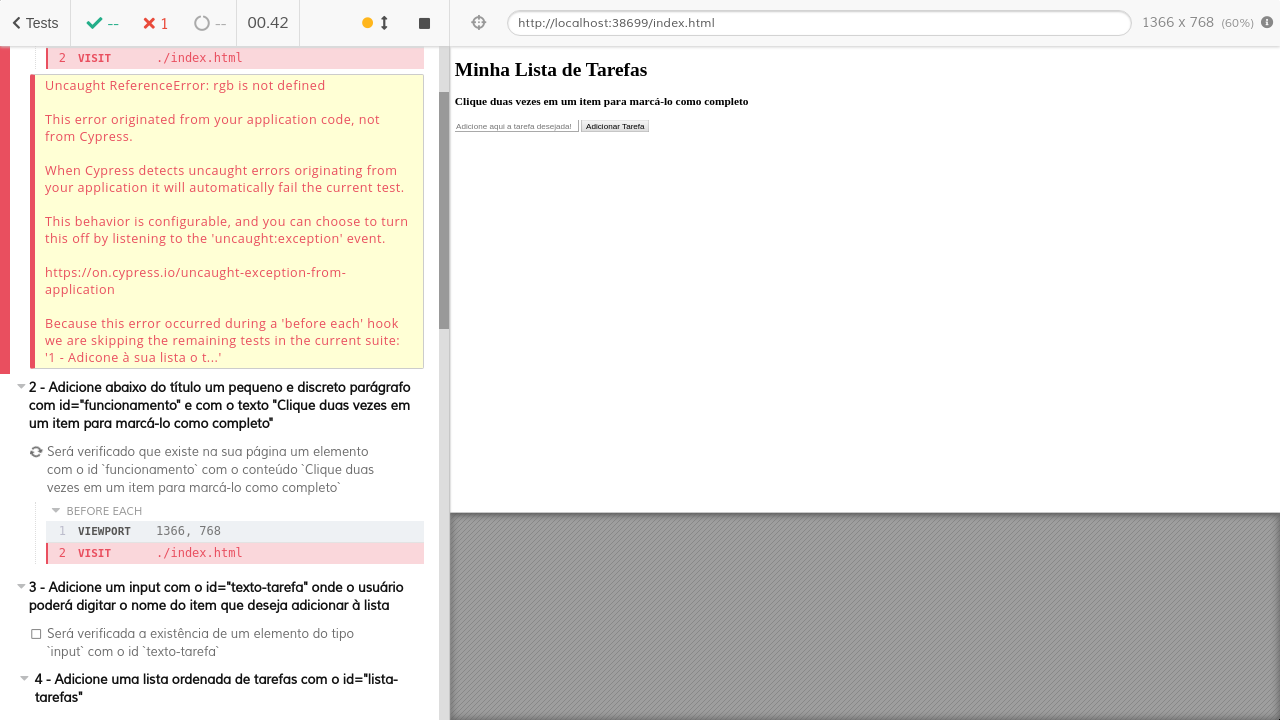 Tests
--
1
--
00.42
http://localhost:38699/index.html
1366 x 768 (60%)
2 VISIT ./index.html
Uncaught ReferenceError: rgb is not defined
This error originated from your application code, not
from Cypress.
When Cypress detects uncaught errors originating from
your application it will automatically fail the current test.
This behavior is configurable, and you can choose to turn
this off by listening to the 'uncaught:exception' event.
https://on.cypress.io/uncaught-exception-from-
application
Because this error occurred during a 'before each' hook
we are skipping the remaining tests in the current suite:
'1 - Adicone à sua lista o t...'
2 - Adicione abaixo do título um pequeno e discreto parágrafo
com id="funcionamento" e com o texto "Clique duas vezes em
um item para marcá-lo como completo"
Será verificado que existe na sua página um elemento
com o id `funcionamento` com o conteúdo `Clique duas
vezes em um item para marcá-lo como completo`
BEFORE EACH
1 VIEWPORT 1366, 768
2 VISIT ./index.html
3 - Adicione um input com o id="texto-tarefa" onde o usuário
poderá digitar o nome do item que deseja adicionar à lista
Será verificada a existência de um elemento do tipo
`input` com o id `texto-tarefa`
4 - Adicione uma lista ordenada de tarefas com o id="lista-
tarefas"
Minha Lista de Tarefas
Clique duas vezes em um item para marcá-lo como completo
Adicione aqui a tarefa desejada!
Adicionar Tarefa